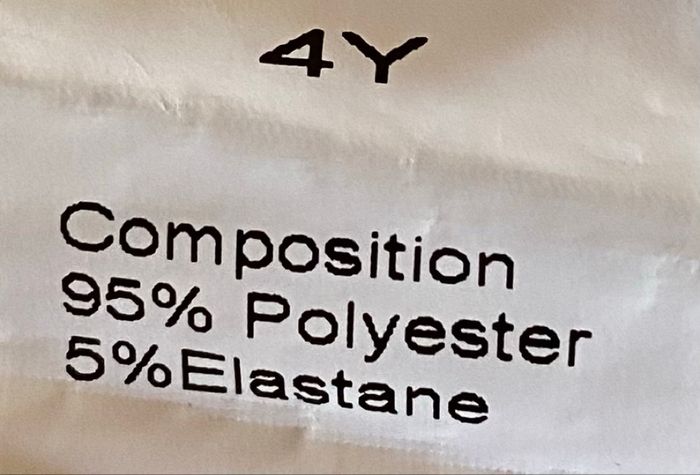 4Y
Composition
95% Polyester
5%Elastane